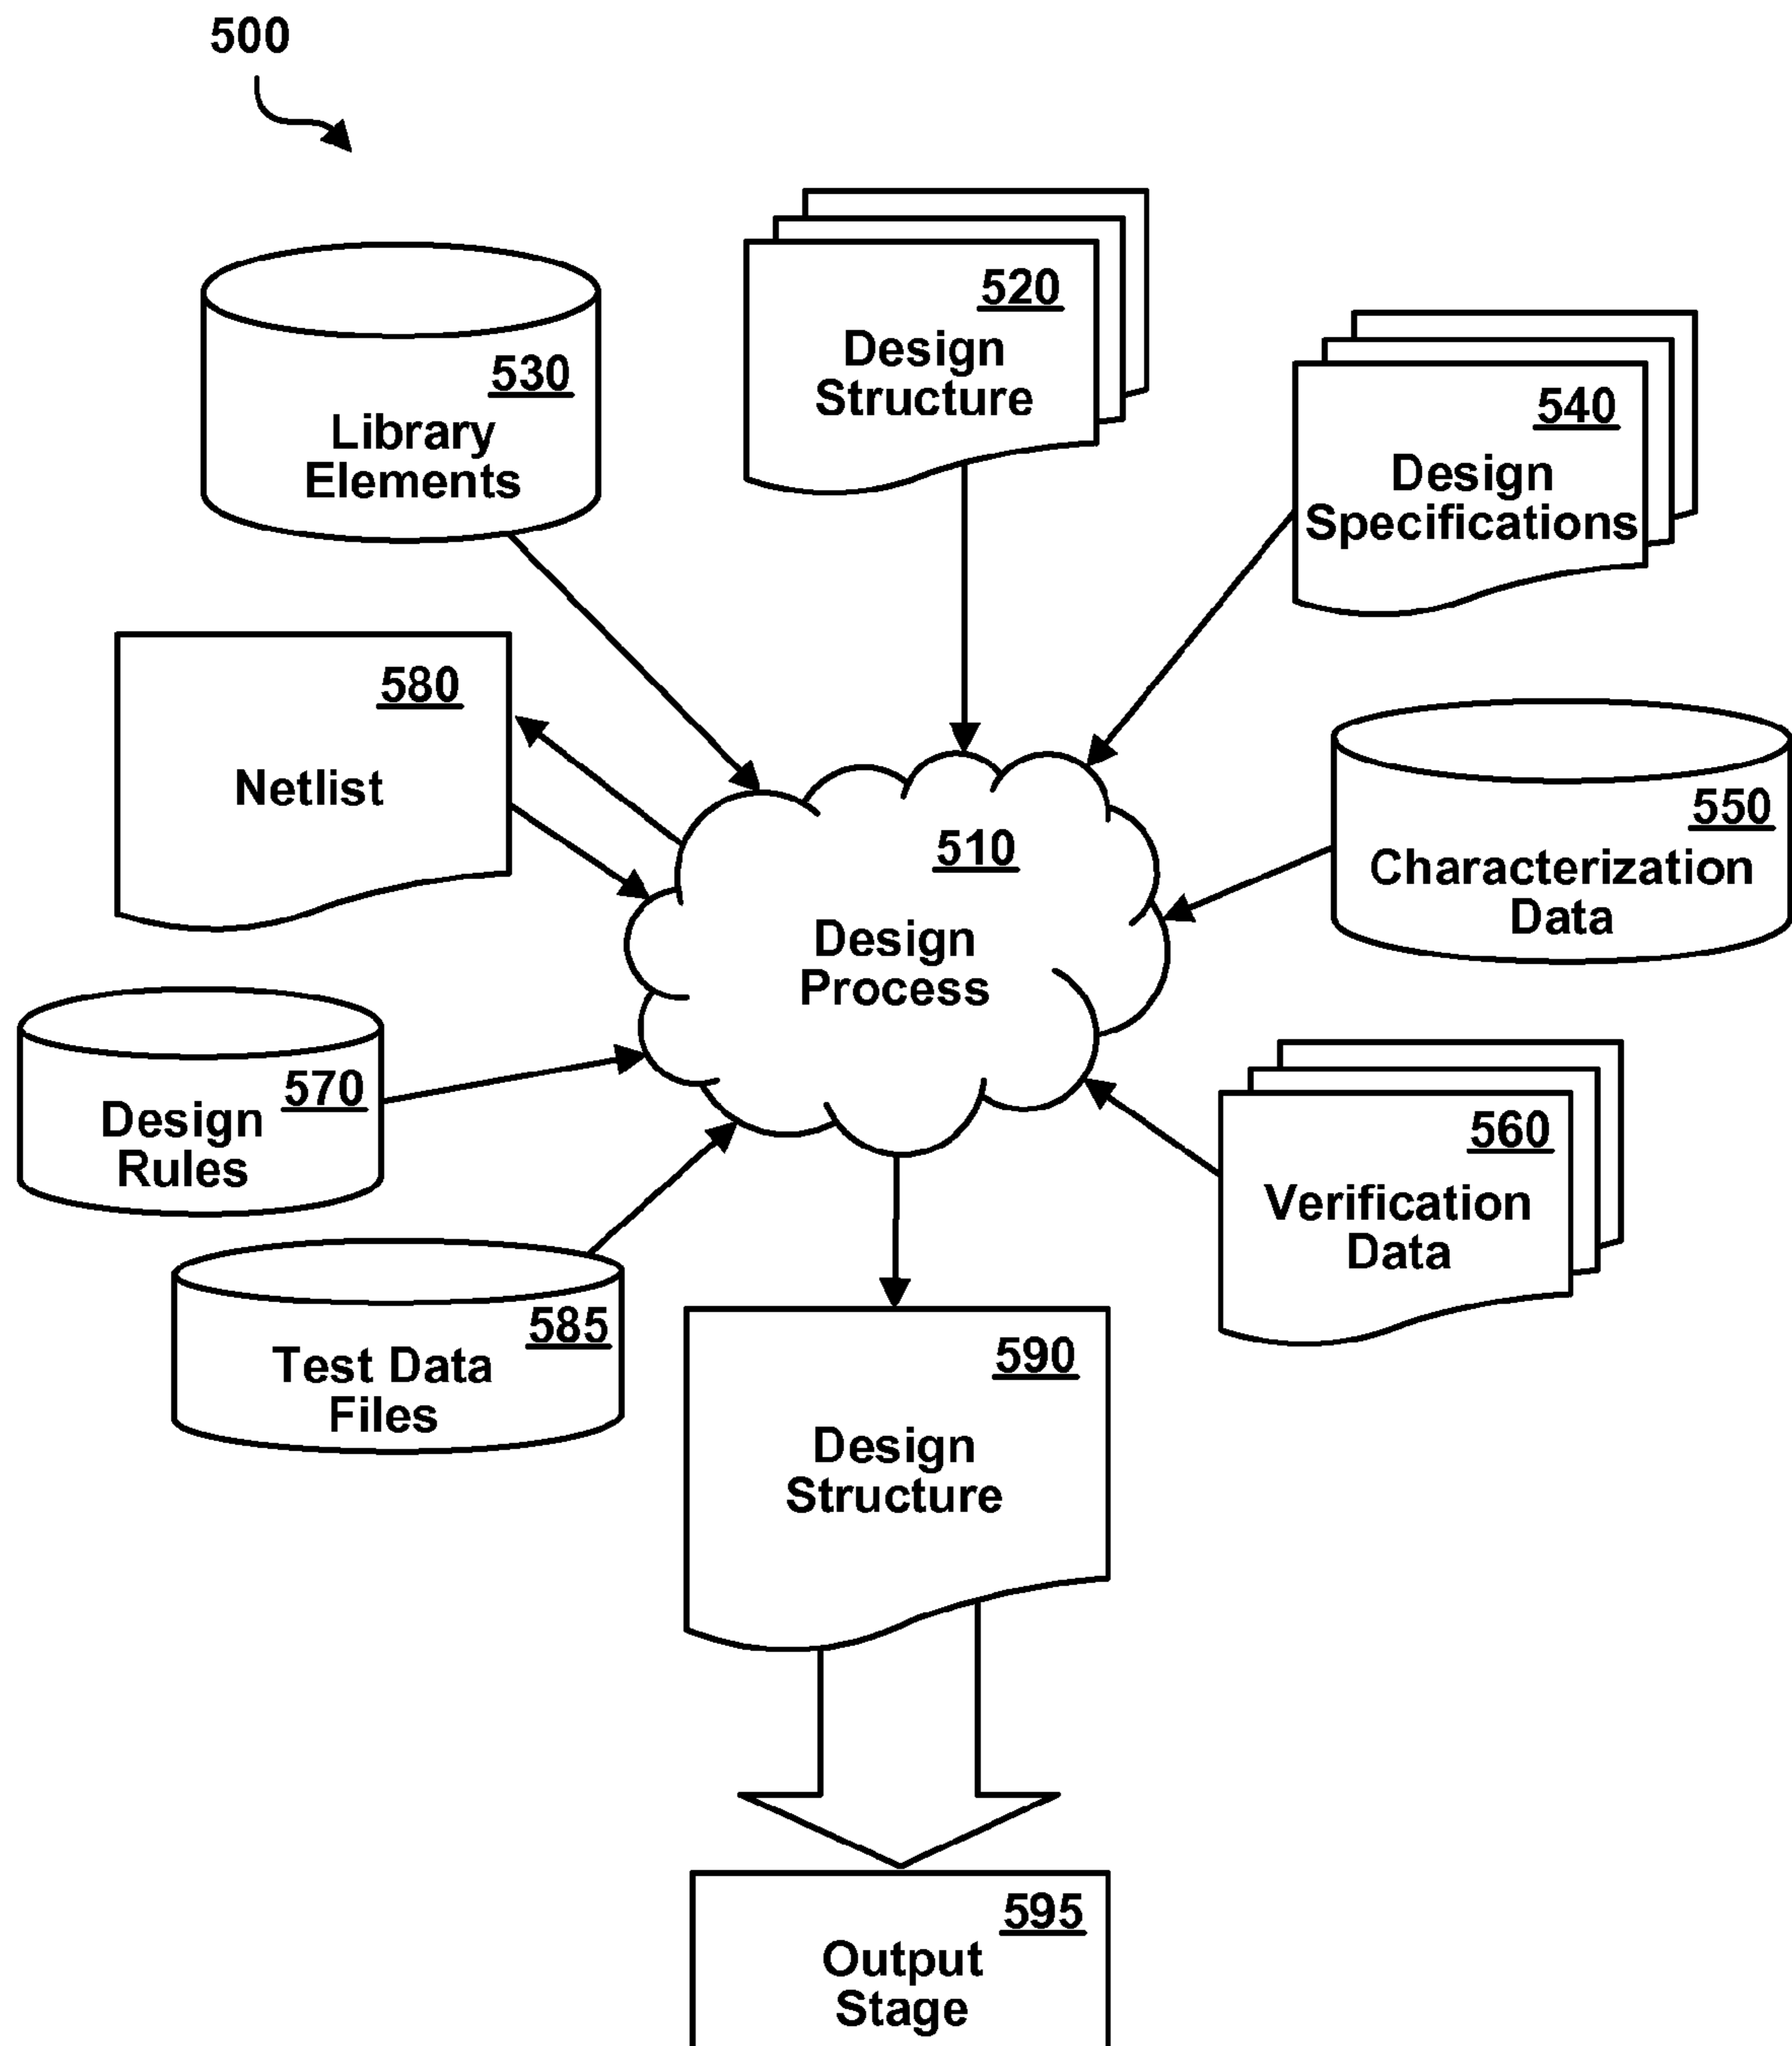 500
520
Design
Structure
530
Library
Elements
540
Design
Specifications
580
Netlist
550
Characterization
Data
510
Design
Process
570
Design
Rules
560
Verification
Data
585
Test Data
Files
590
Design
Structure
595
Output
Stage